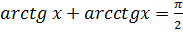 arctg x + arcctgx = π/2